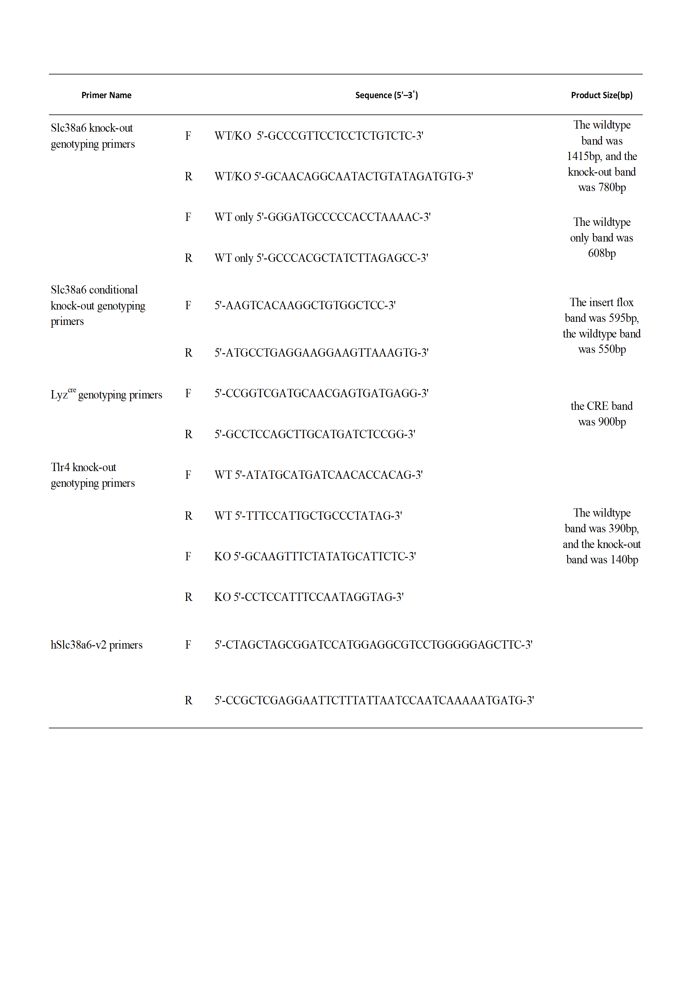 Primer Name Sequence (5'–3') Product Size(bp)
Slc38a6 knock-out
genotyping primers
F WT/KO 5'-GCCCGTTCCTCCTCTGTCTC-3'
R WT/KO 5'-GCAACAGGCAATACTGTATAGATGTG-3'
The wildtype
band was
1415bp, and the
knock-out band
was 780bp
F WT only 5'-GGGATGCCCCCACCTAAAAC-3'
R WT only 5'-GCCCACGCTATCTTAGAGCC-3'
The wildtype
only band was
608bp
Slc38a6 conditional
knock-out genotyping
primers
F 5'-AAGTCACAAGGCTGTGGCTCC-3'
R 5'-ATGCCTGAGGAAGGAAGTTAAAGTG-3'
The insert flox
band was 595bp,
the wildtype band
was 550bp
Lyzcre genotyping primers
F 5'-CCGGTCGATGCAACGAGTGATGAGG-3'
R 5'-GCCTCCAGCTTGCATGATCTCCGG-3'
the CRE band
was 900bp
Tlr4 knock-out
genotyping primers
F WT 5'-ATATGCATGATCAACACCACAG-3'
R WT 5'-TTTCCATTGCTGCCCTATAG-3'
F KO 5'-GCAAGTTTCTATATGCATTCTC-3'
R KO 5'-CCTCCATTTCCAATAGGTAG-3'
The wildtype
band was 390bp,
and the knock-out
band was 140bp
hSlc38a6-v2 primers
F 5'-CTAGCTAGCGGATCCATGGAGGCGTCCTGGGGGAGCTTC-3'
R 5'-CCGCTCGAGGAATTCTTTATTAATCCAATCAAAAATGATG-3'